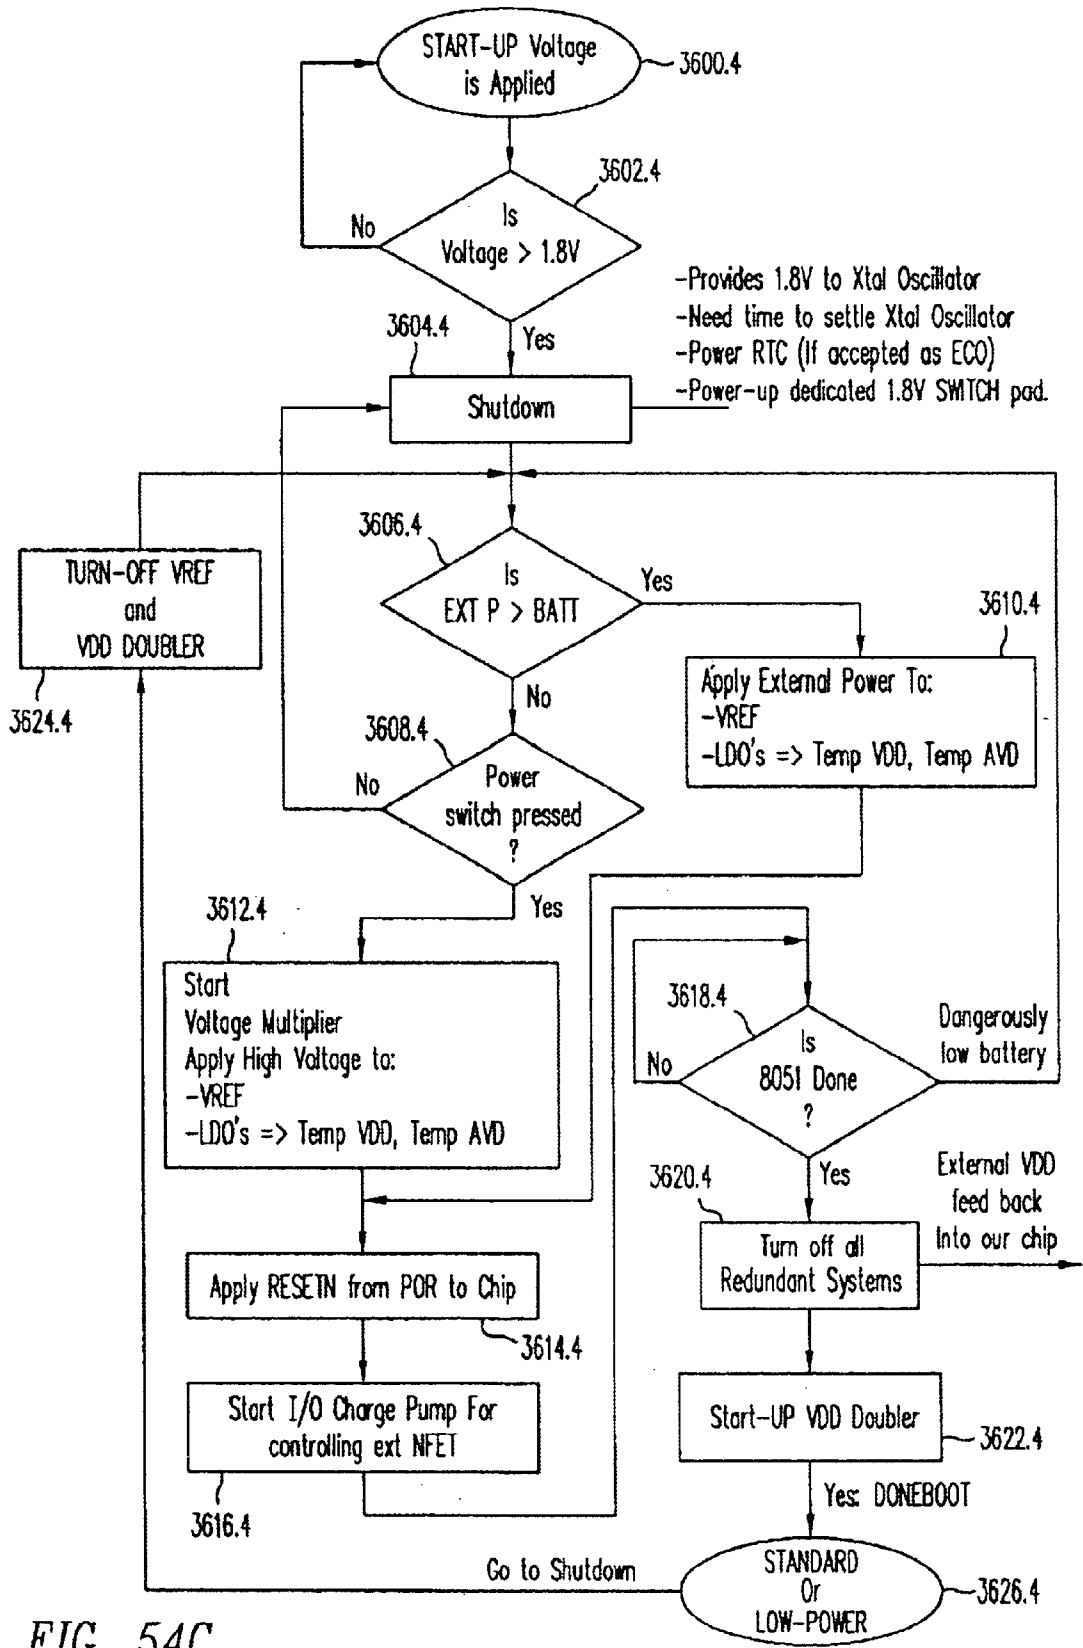 START-UP Voltage
is Applied
3600.4
3602.4
Is
Voltage > 1.8V
No
Yes
-Provides 1.8V to Xtal Oscillator
-Need time to settle Xtal Oscillator
-Power RTC (If accepted as ECO)
-Power-up dedicated 1.8V SWITCH pad.
3604.4
Shutdown
3606.4
Is
EXT P > BATT
Yes
No
TURN-OFF VREF
and
VDD DOUBLER
3624.4
3610.4
Apply External Power To:
-VREF
-LDO's => Temp VDD, Temp AVD
3608.4
Power
switch pressed
?
No
Yes
3612.4
Start
Voltage Multiplier
Apply High Voltage to:
-VREF
-LDO's => Temp VDD, Temp AVD
3618.4
Is
8051 Done
?
No
Dangerously
low battery
Yes
3620.4
Turn off all
Redundant Systems
External VDD
feed back
Into our chip
Apply RESETN from POR to Chip
3614.4
Start I/O Charge Pump For
controlling ext NFET
3616.4
Start-UP VDD Doubler
3622.4
Yes: DONEBOOT
Go to Shutdown
STANDARD
Or
LOW-POWER
3626.4
FIG. 54C